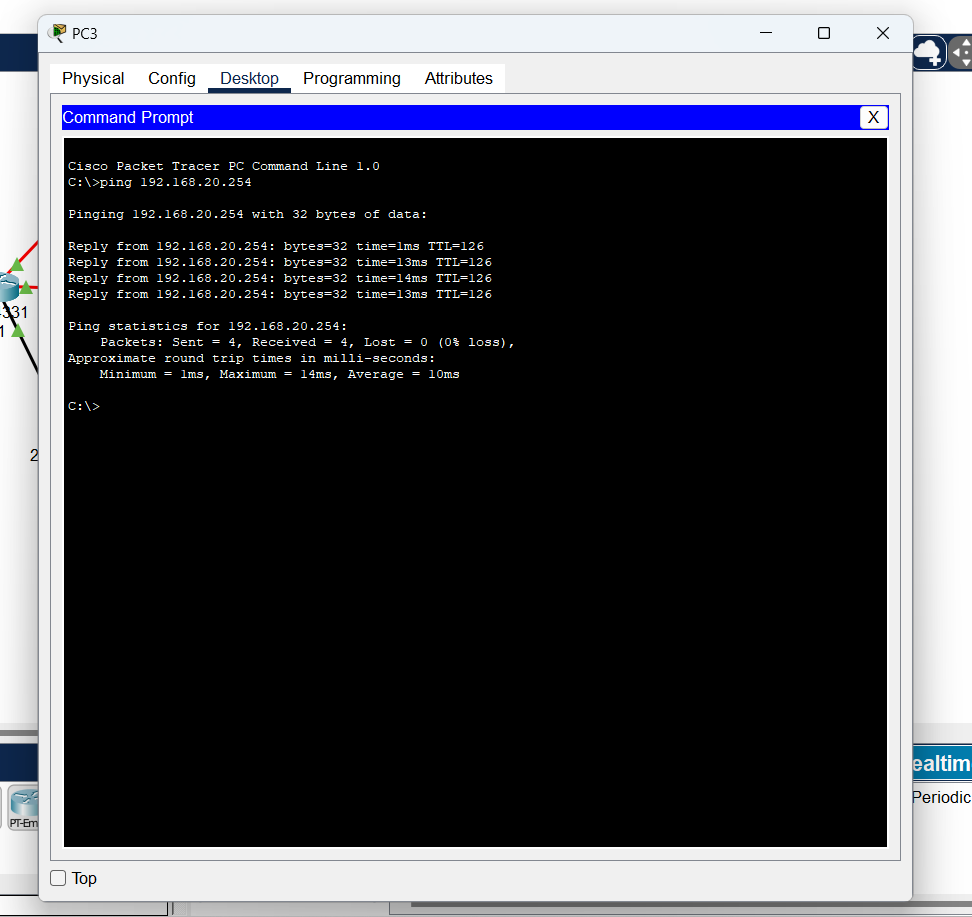 PC3
Physical Config Desktop Programming Attributes
Command Prompt
X
Cisco Packet Tracer PC Command Line 1.0
C:\>ping 192.168.20.254
Pinging 192.168.20.254 with 32 bytes of data:
Reply from 192.168.20.254: bytes=32 time=1ms TTL=126
Reply from 192.168.20.254: bytes=32 time=13ms TTL=126
Reply from 192.168.20.254: bytes=32 time=14ms TTL=126
Reply from 192.168.20.254: bytes=32 time=13ms TTL=126
Ping statistics for 192.168.20.254:
Packets: Sent = 4, Received = 4, Lost = 0 (0% loss),
Approximate round trip times in milli-seconds:
Minimum = 1ms, Maximum = 14ms, Average = 10ms
C:\>
331
1
2
PT-Em
ealtim
Periodic
Top